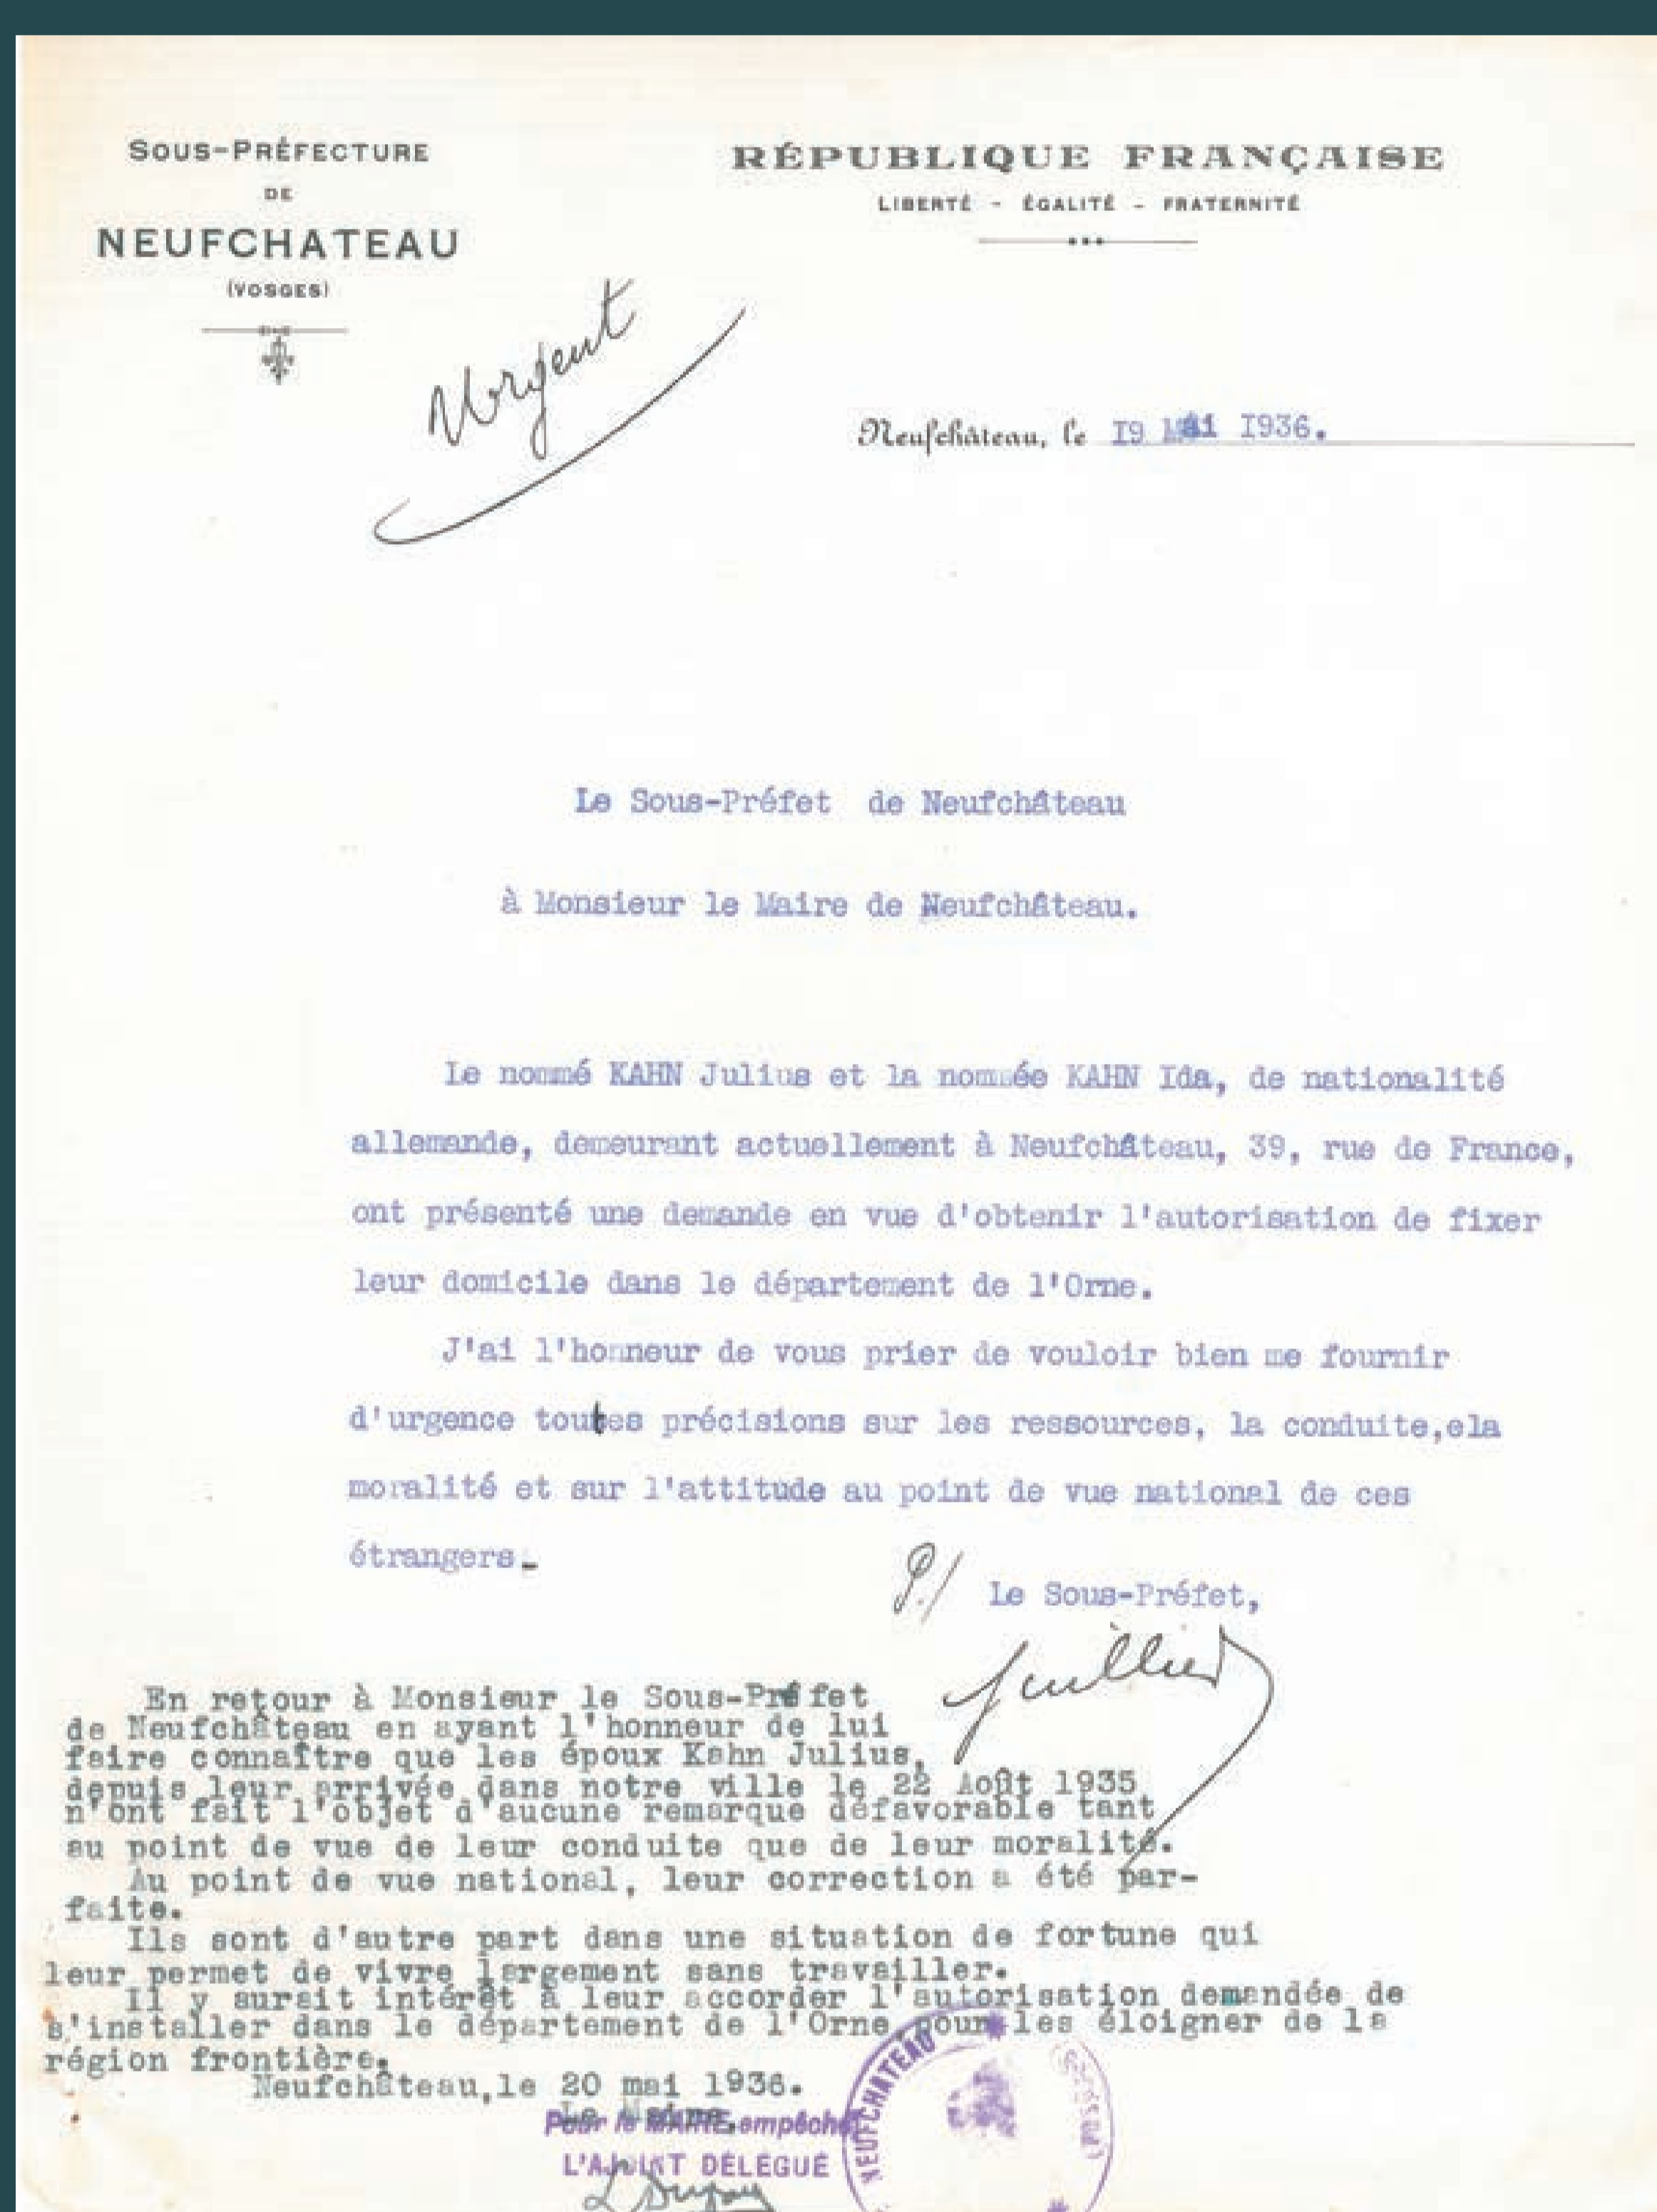 SOUS-PRÉFECTURE
DE
NEUFCHATEAU
(VOSGES)
RÉPUBLIQUE FRANÇAISE
LIBERTÉ - ÉGALITÉ - FRATERNITÉ
Urgent
Neufchâteau, le I9 Mai I936.
Le Sous-Préfet de Neufchâteau
à Monsieur le Maire de Neufchâteau.
Le nommé KAHN Julius et la nommée KAHN Ida, de nationalité
allemande, demeurant actuellement à Neufchâteau, 39, rue de France,
ont présenté une demande en vue d'obtenir l'autorisation de fixer
leur domicile dans le département de l'Orne.
J'ai l'honneur de vous prier de vouloir bien me fournir
d'urgence toutes précisions sur les ressources, la conduite,ela
moralité et sur l'attitude au point de vue national de ces
étrangers.
P./ Le Sous-Préfet,
En retour à Monsieur le Sous-Préfet
de Neufchâteau en ayant l'honneur de lui
faire connaître que les époux Kahn Julius,
depuis leur arrivée dans notre ville le 22 Août 1935
n'ont fait l'objet d'aucune remarque défavorable tant
au point de vue de leur conduite que de leur moralité.
Au point de vue national, leur correction a été par-
faite.
Ils sont d'autre part dans une situation de fortune qui
leur permet de vivre largement sans travailler.
Il y aurait intérêt à leur accorder l'autorisation demandée de
s'installer dans le département de l'Orne pour les éloigner de la
région frontière.
Neufchâteau,le 20 mai 1936.
Le Maire,
Pour le MAIRE empêché
L'AJOINT DÉLÉGUÉ
NEUFCHATEAU (VOSGES)